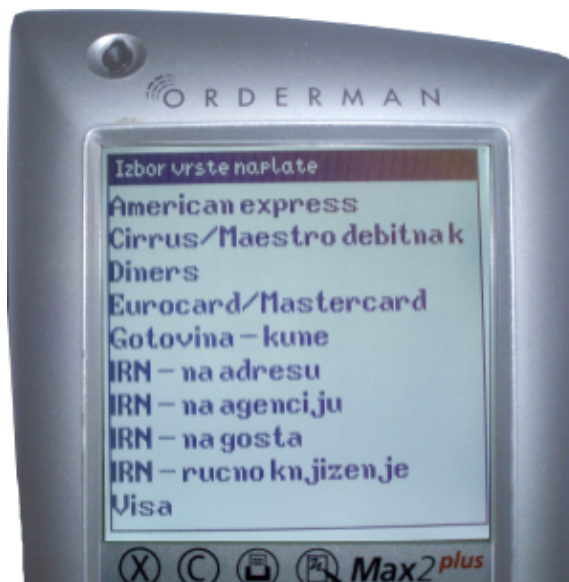 ORDERMAN
Izbor vrste naplate
American express
Cirrus/Maestro debitna k
Diners
Eurocard/Mastercard
Gotovina - kune
IRN - na adresu
IRN - na agenciju
IRN - na gosta
IRN - rucno knjizenje
Visa
X C Max2plus